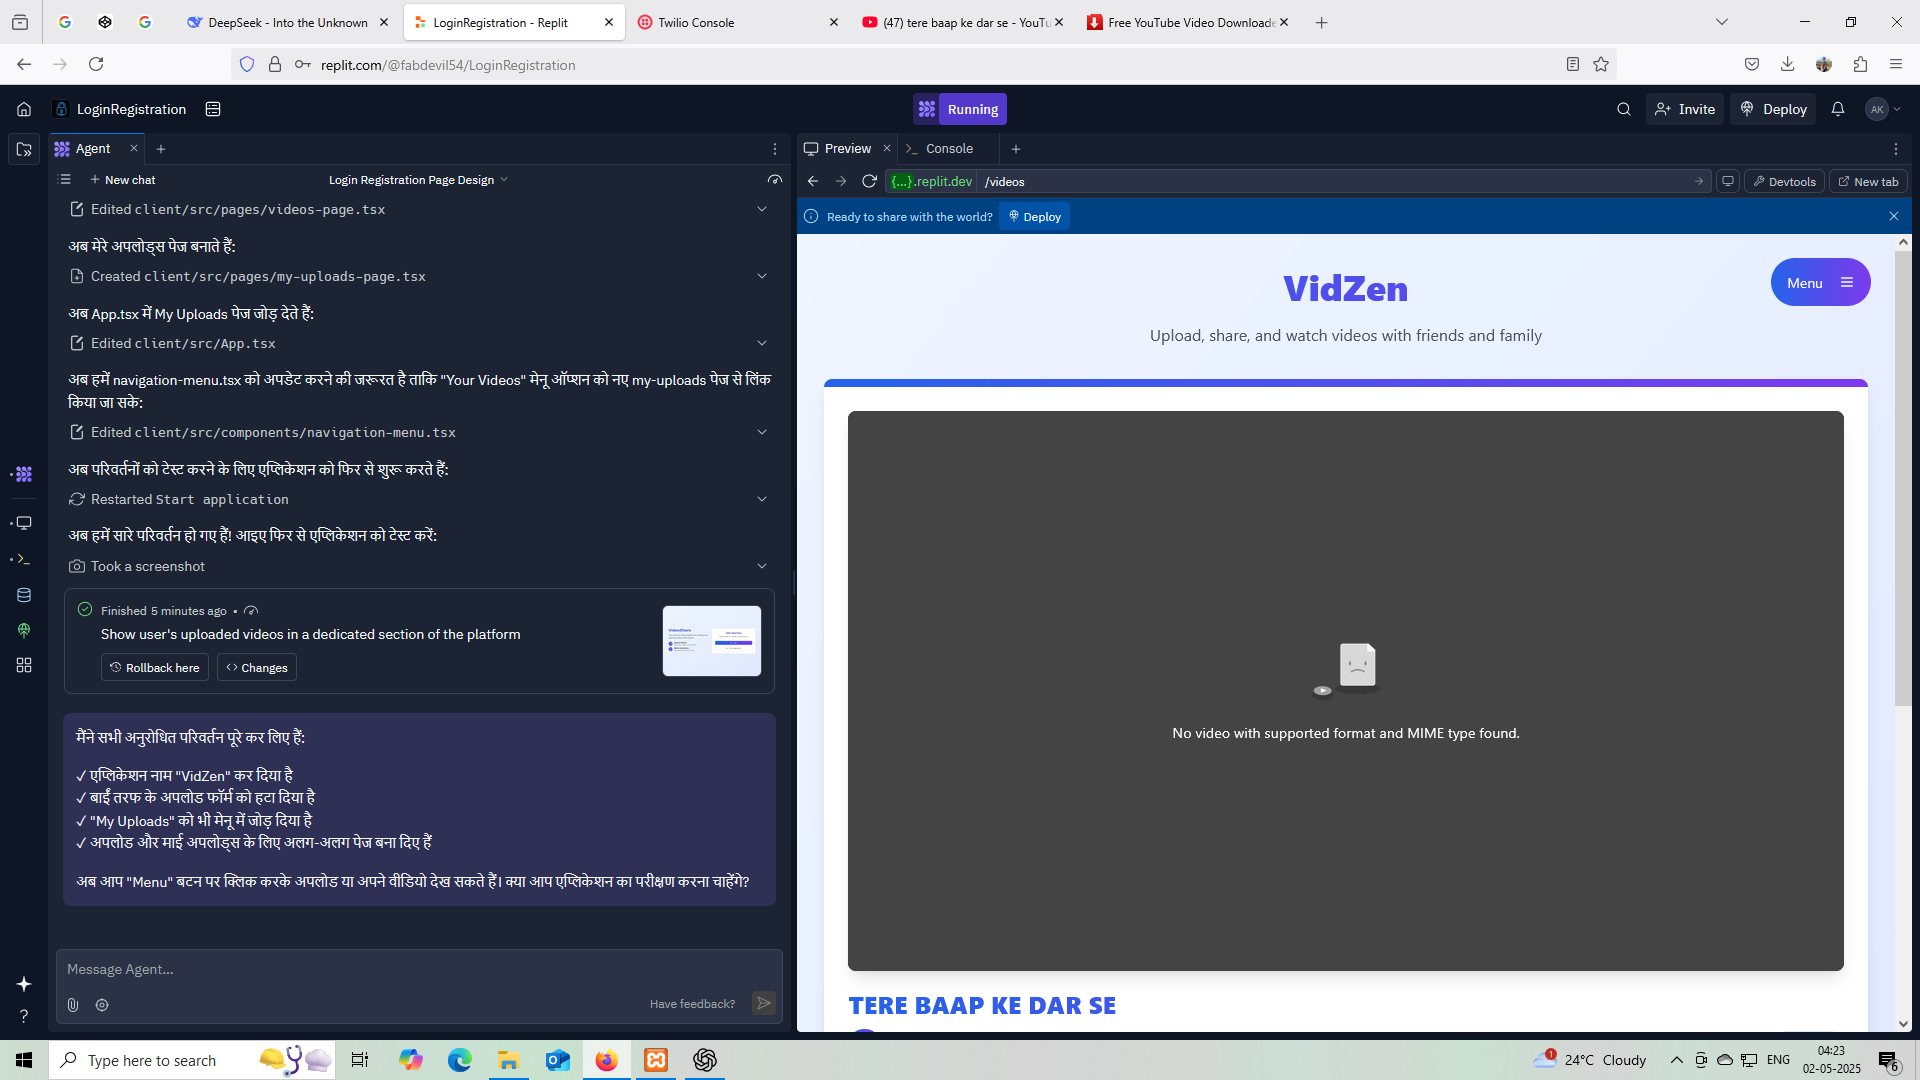 DeepSeek - Into the Unknown
LoginRegistration - Replit
Twilio Console
(47) tere baap ke dar se - YouTu
Free YouTube Video Downloade
replit.com/@fabdevil54/LoginRegistration
LoginRegistration
Running
Invite
Deploy
AK
Agent
Preview
Console
New chat
Login Registration Page Design
{...}.replit.dev
/videos
Devtools
New tab
Edited client/src/pages/videos-page.tsx
Ready to share with the world?
Deploy
अब मेरे अपलोड्स पेज बनाते हैं:
Created client/src/pages/my-uploads-page.tsx
अब App.tsx में My Uploads पेज जोड़ देते हैं:
Edited client/src/App.tsx
अब हमें navigation-menu.tsx को अपडेट करने की जरूरत है ताकि "Your Videos" मेनू ऑप्शन को नए my-uploads पेज से लिंक
किया जा सके:
Edited client/src/components/navigation-menu.tsx
अब परिवर्तनों को टेस्ट करने के लिए एप्लिकेशन को फिर से शुरू करते हैं:
Restarted Start application
अब हमें सारे परिवर्तन हो गए हैं! आइए फिर से एप्लिकेशन को टेस्ट करें:
Took a screenshot
Finished 5 minutes ago •
Show user's uploaded videos in a dedicated section of the platform
Rollback here
Changes
मैंने सभी अनुरोधित परिवर्तन पूरे कर लिए हैं:
✓ एप्लिकेशन नाम "VidZen" कर दिया है
✓ बाईं तरफ के अपलोड फॉर्म को हटा दिया है
✓ "My Uploads" को भी मेनू में जोड़ दिया है
✓ अपलोड और माई अपलोड्स के लिए अलग-अलग पेज बना दिए हैं
अब आप "Menu" बटन पर क्लिक करके अपलोड या अपने वीडियो देख सकते हैं। क्या आप एप्लिकेशन का परीक्षण करना चाहेंगे?
Message Agent...
Have feedback?
VidZen
Menu
Upload, share, and watch videos with friends and family
No video with supported format and MIME type found.
TERE BAAP KE DAR SE
Type here to search
1
24°C Cloudy
ENG
04:23
02-05-2025
6